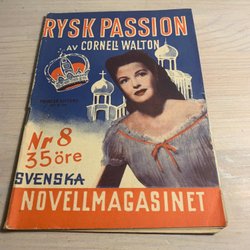 RYSK PASSION
AV CORNELL WALTON
Nr 8
35 öre
SVENSKA
NOVELLMAGASINET